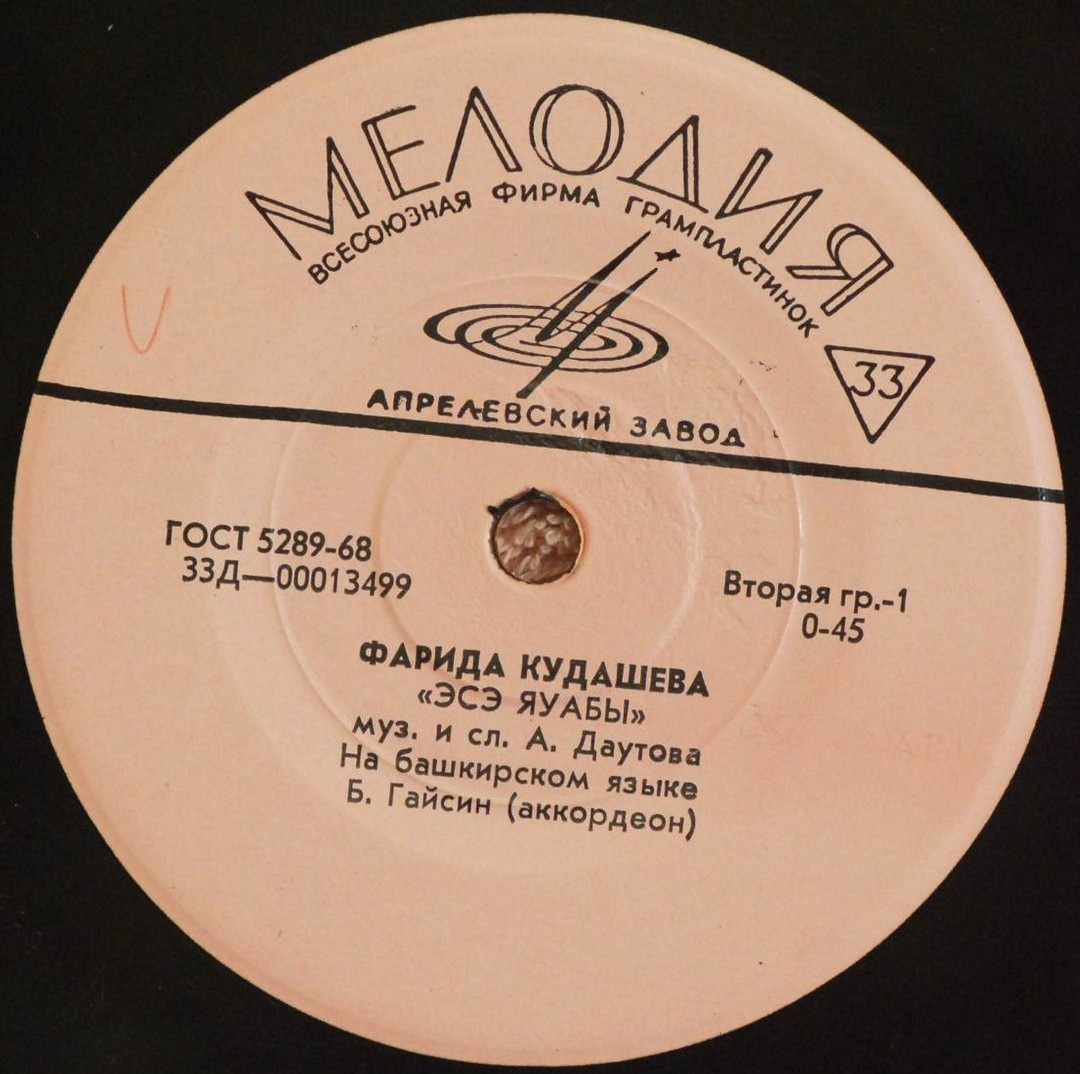 МЕЛОДИЯ
ВСЕСОЮЗНАЯ ФИРМА ГРАМПЛАСТИНОК
33
АПРЕЛЕВСКИЙ ЗАВОД
ГОСТ 5289-68
33Д—00013499
Вторая гр.-1
0-45
ФАРИДА КУДАШЕВА
«ЭСЭ ЯУАБЫ»
муз. и сл. А. Даутова
На башкирском языке
Б. Гайсин (аккордеон)